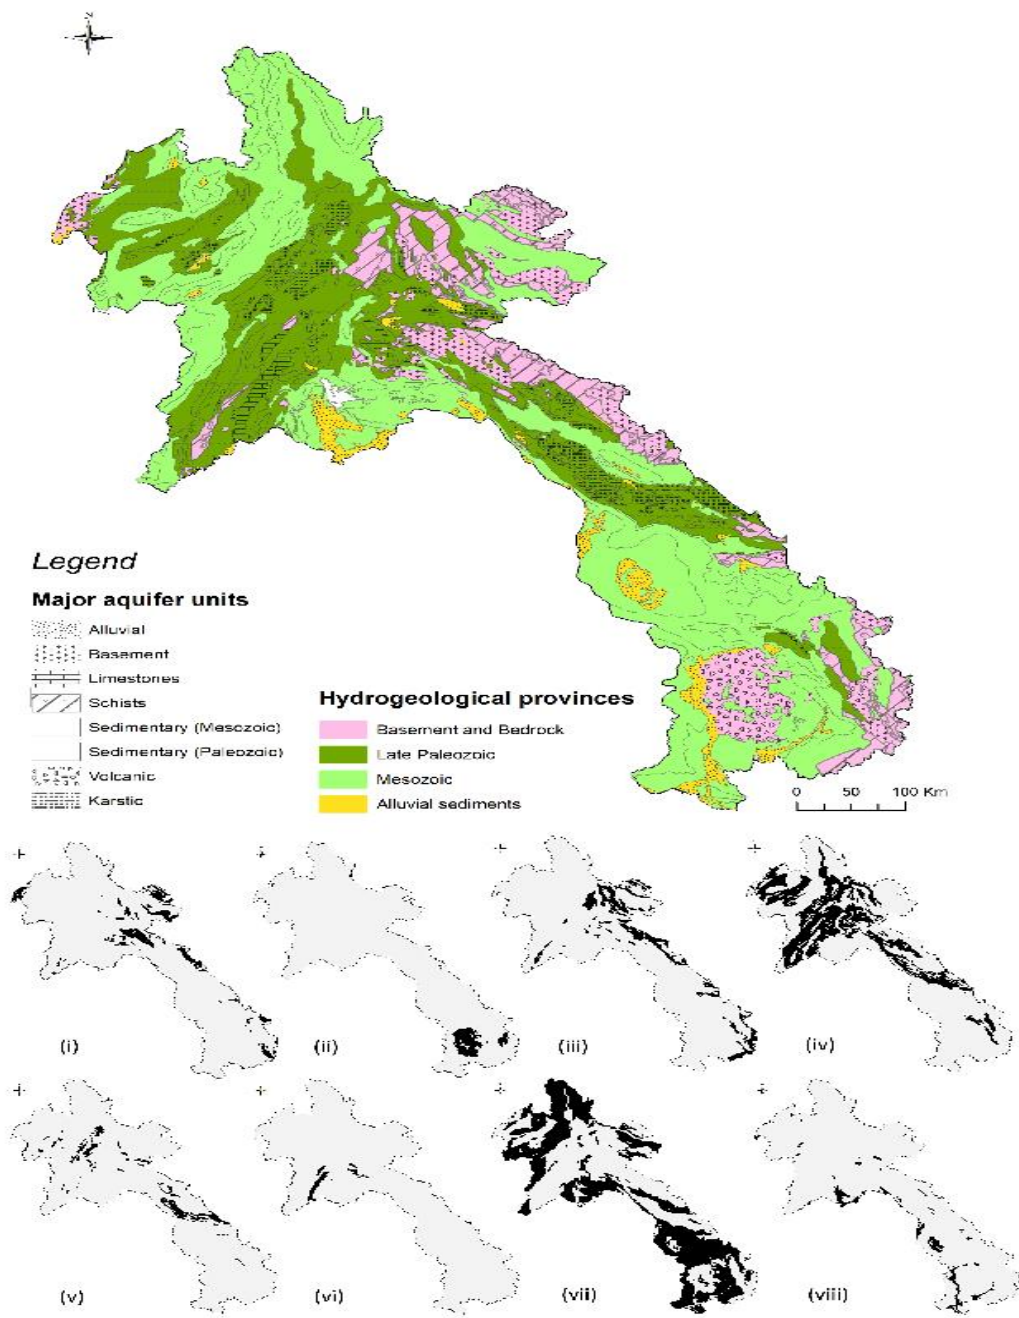 N
Legend
Major aquifer units
Alluvial
Basement
Limestones
Schists
Sedimentary (Mesozoic)
Sedimentary (Paleozoic)
Volcanic
Karstic
Hydrogeological provinces
Basement and Bedrock
Late Paleozoic
Mesozoic
Alluvial sediments
0 50 100 Km
(i) (ii) (iii) (iv)
(v) (vi) (vii) (viii)